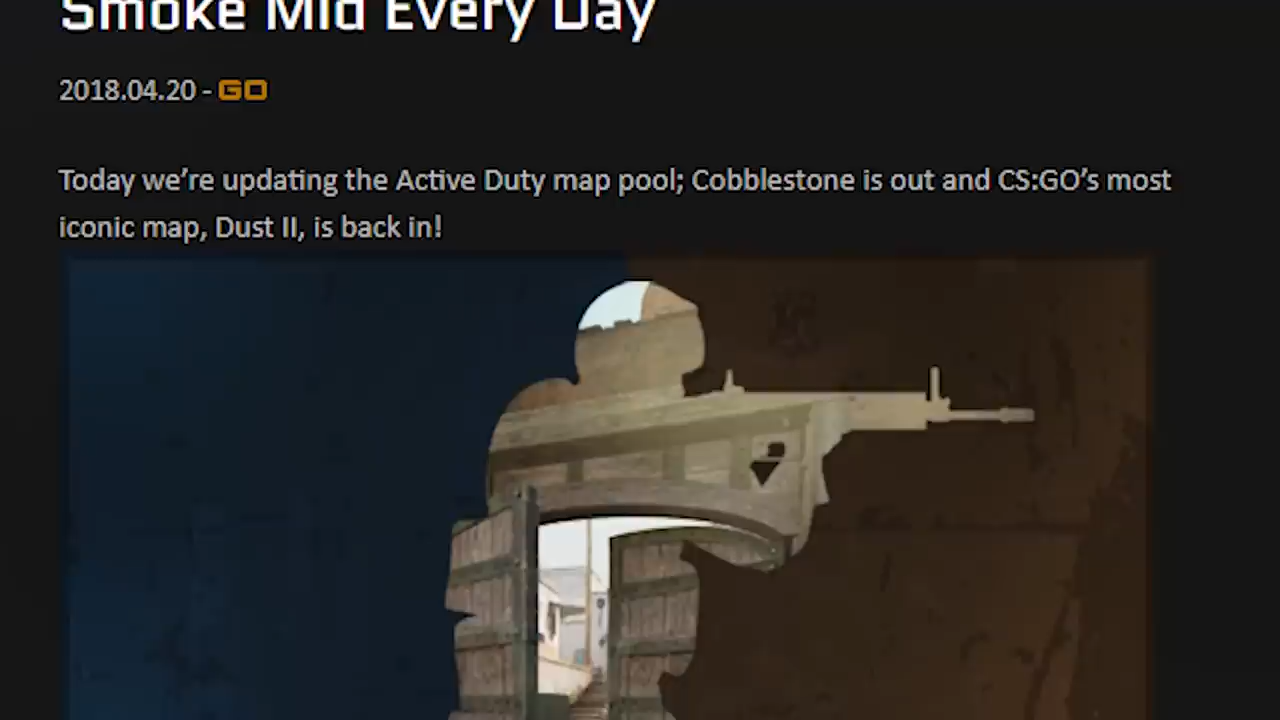 Smoke Mid Every Day
2018.04.20 - GO
Today we're updating the Active Duty map pool; Cobblestone is out and CS:GO's most
iconic map, Dust II, is back in!